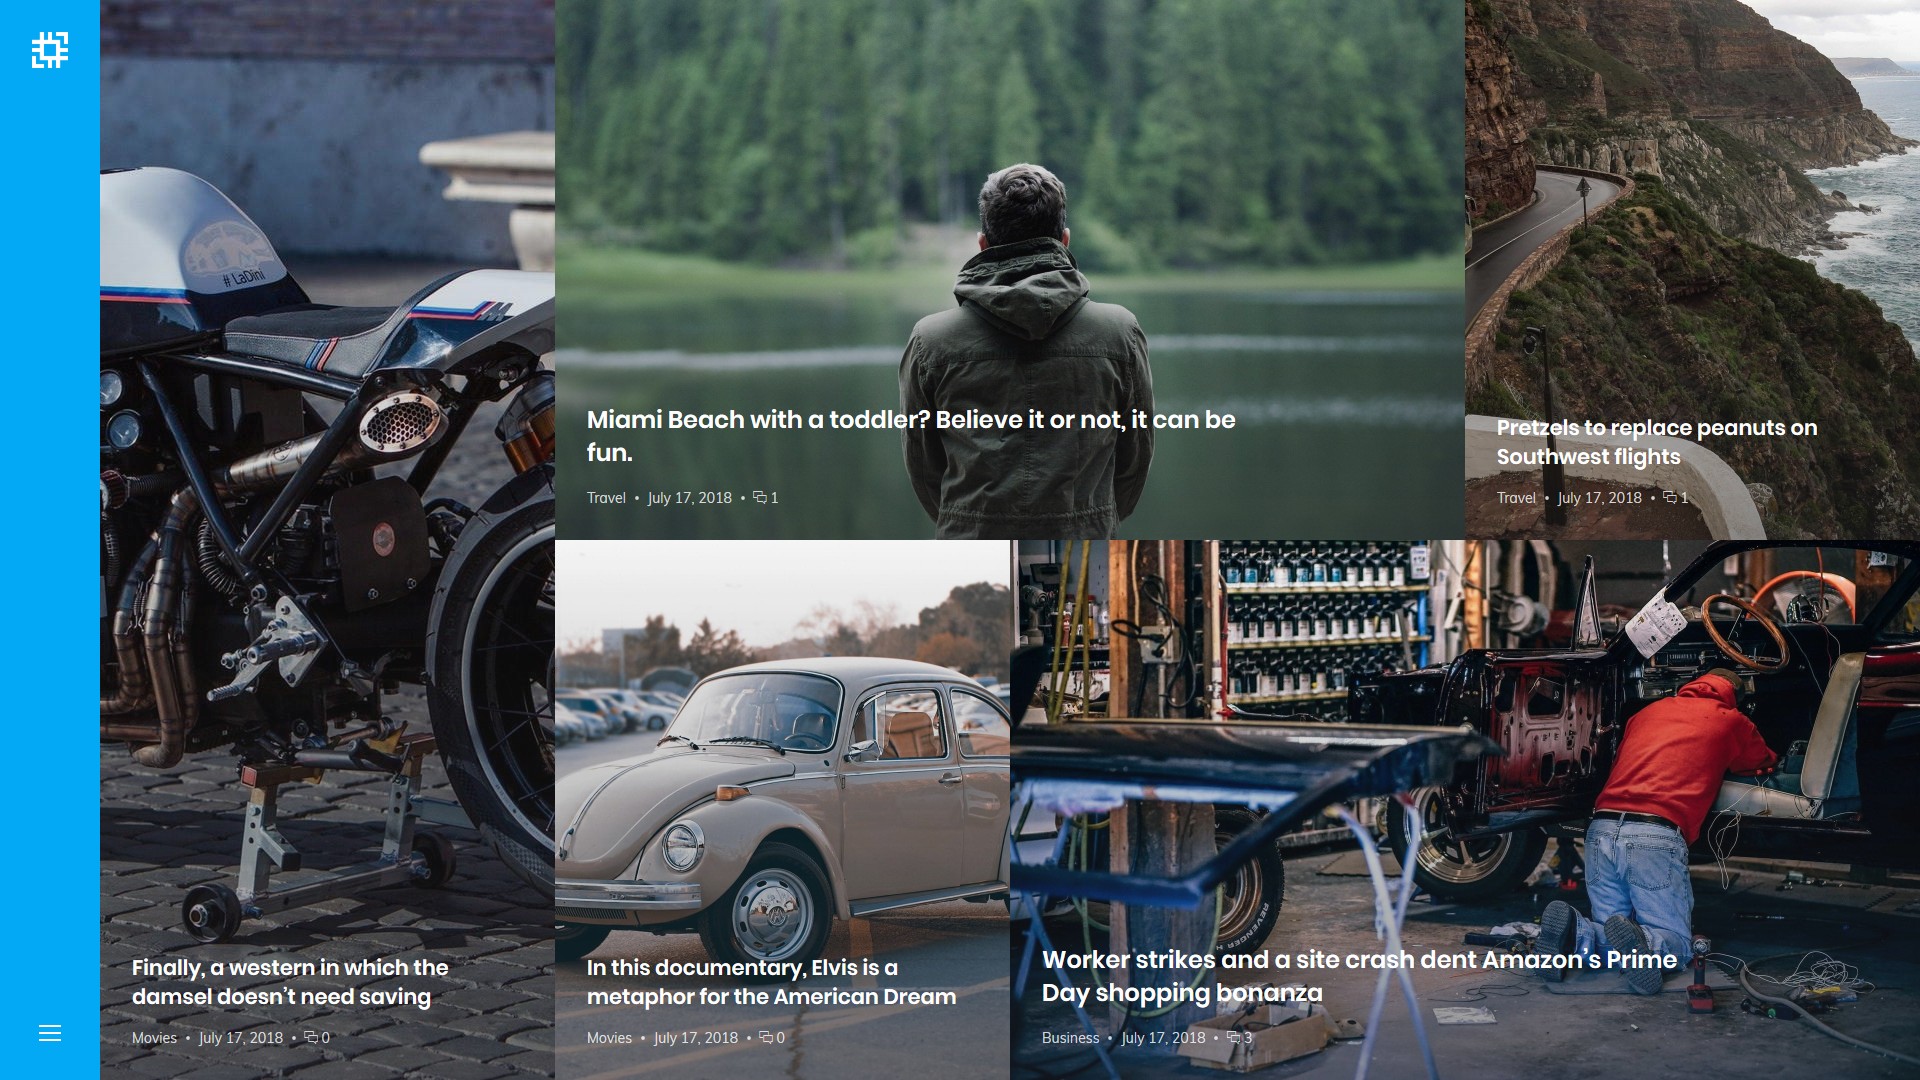 # LaDini
Finally, a western in which the
damsel doesn’t need saving
Movies • July 17, 2018 • 0
Miami Beach with a toddler? Believe it or not, it can be
fun.
Travel • July 17, 2018 • 1
Pretzels to replace peanuts on
Southwest flights
Travel • July 17, 2018 • 1
In this documentary, Elvis is a
metaphor for the American Dream
Movies • July 17, 2018 • 0
REVENGER H
Worker strikes and a site crash dent Amazon’s Prime
Day shopping bonanza
Business • July 17, 2018 • 3